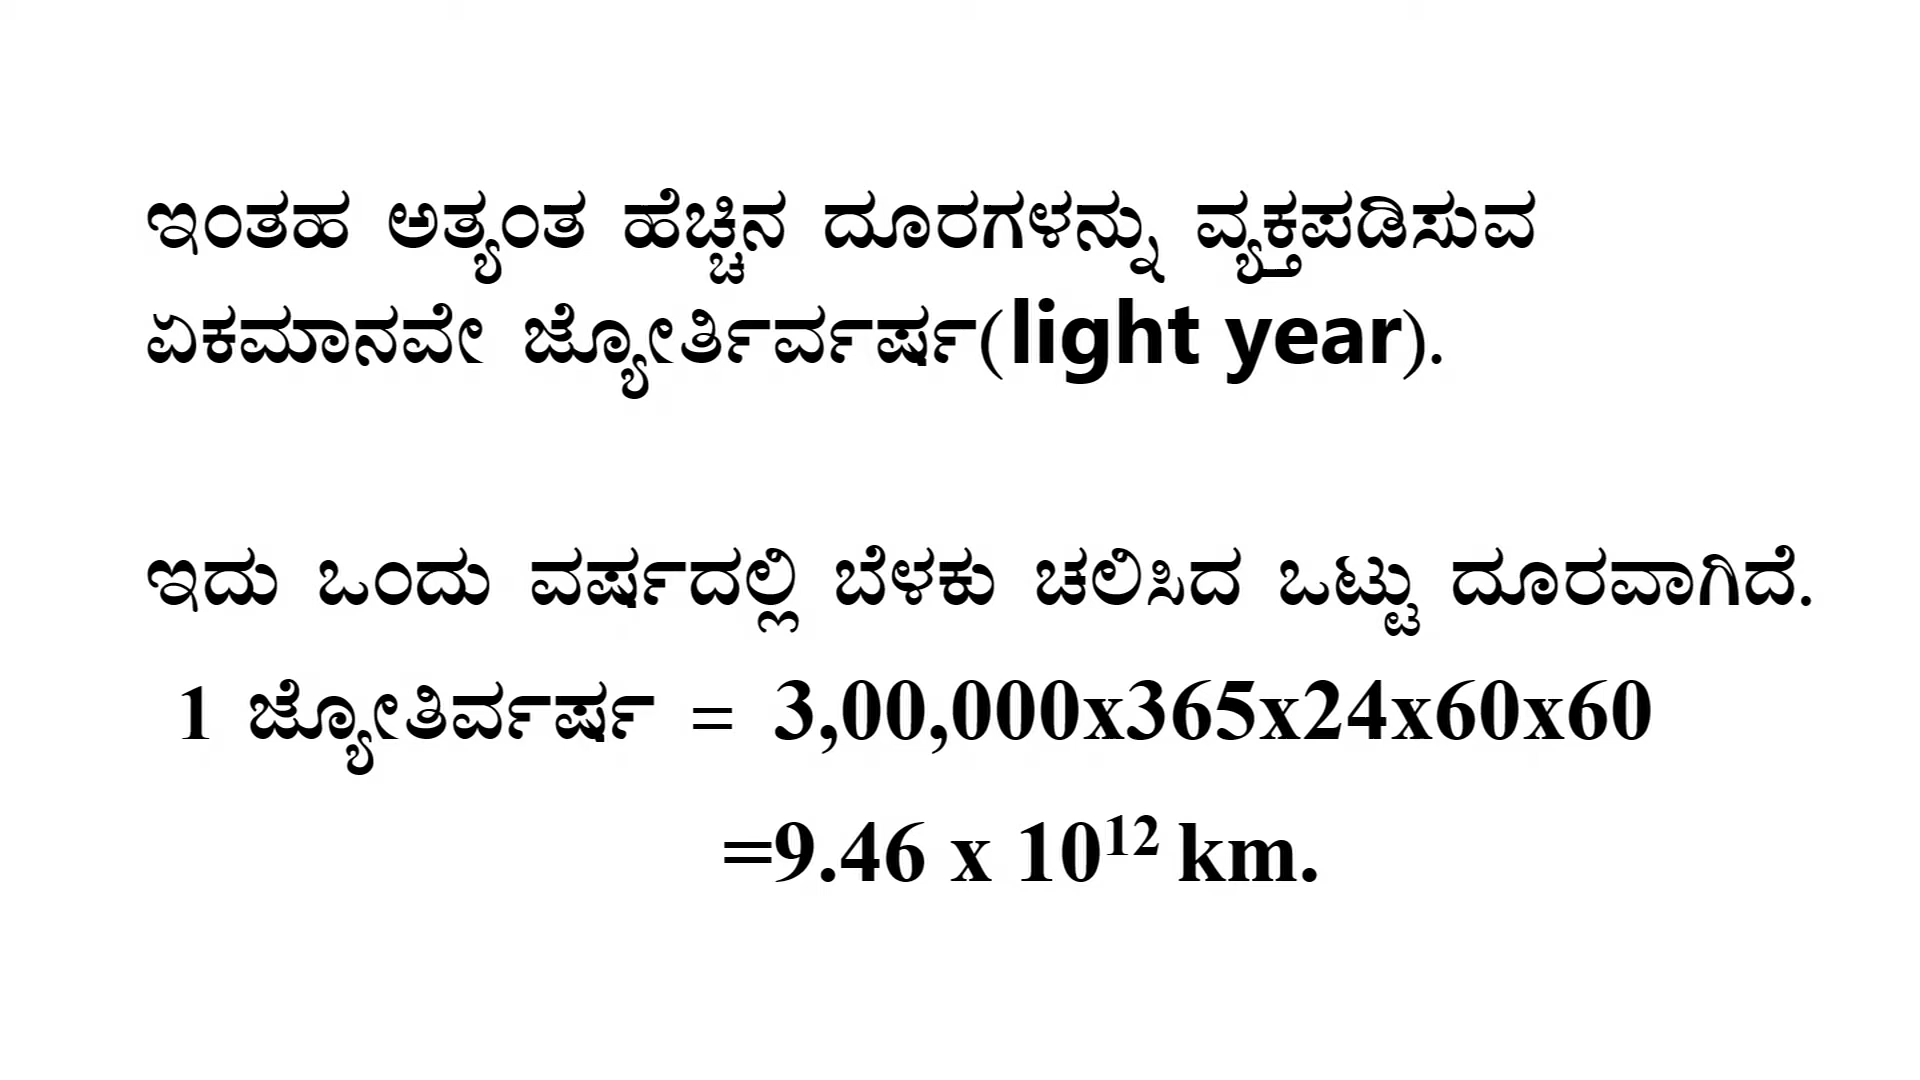 ಇಂತಹ ಅತ್ಯಂತ ಹೆಚ್ಚಿನ ದೂರಗಳನ್ನು ವ್ಯಕ್ತಪಡಿಸುವ
ಏಕಮಾನವೇ ಜ್ಯೋರ್ತಿರ್ವರ್ಷ(light year).
ಇದು ಒಂದು ವರ್ಷದಲ್ಲಿ ಬೆಳಕು ಚಲಿಸಿದ ಒಟ್ಟು ದೂರವಾಗಿದೆ.
1 ಜ್ಯೋತಿರ್ವರ್ಷ = 3,00,000x365x24x60x60
=9.46 x 10¹² km.